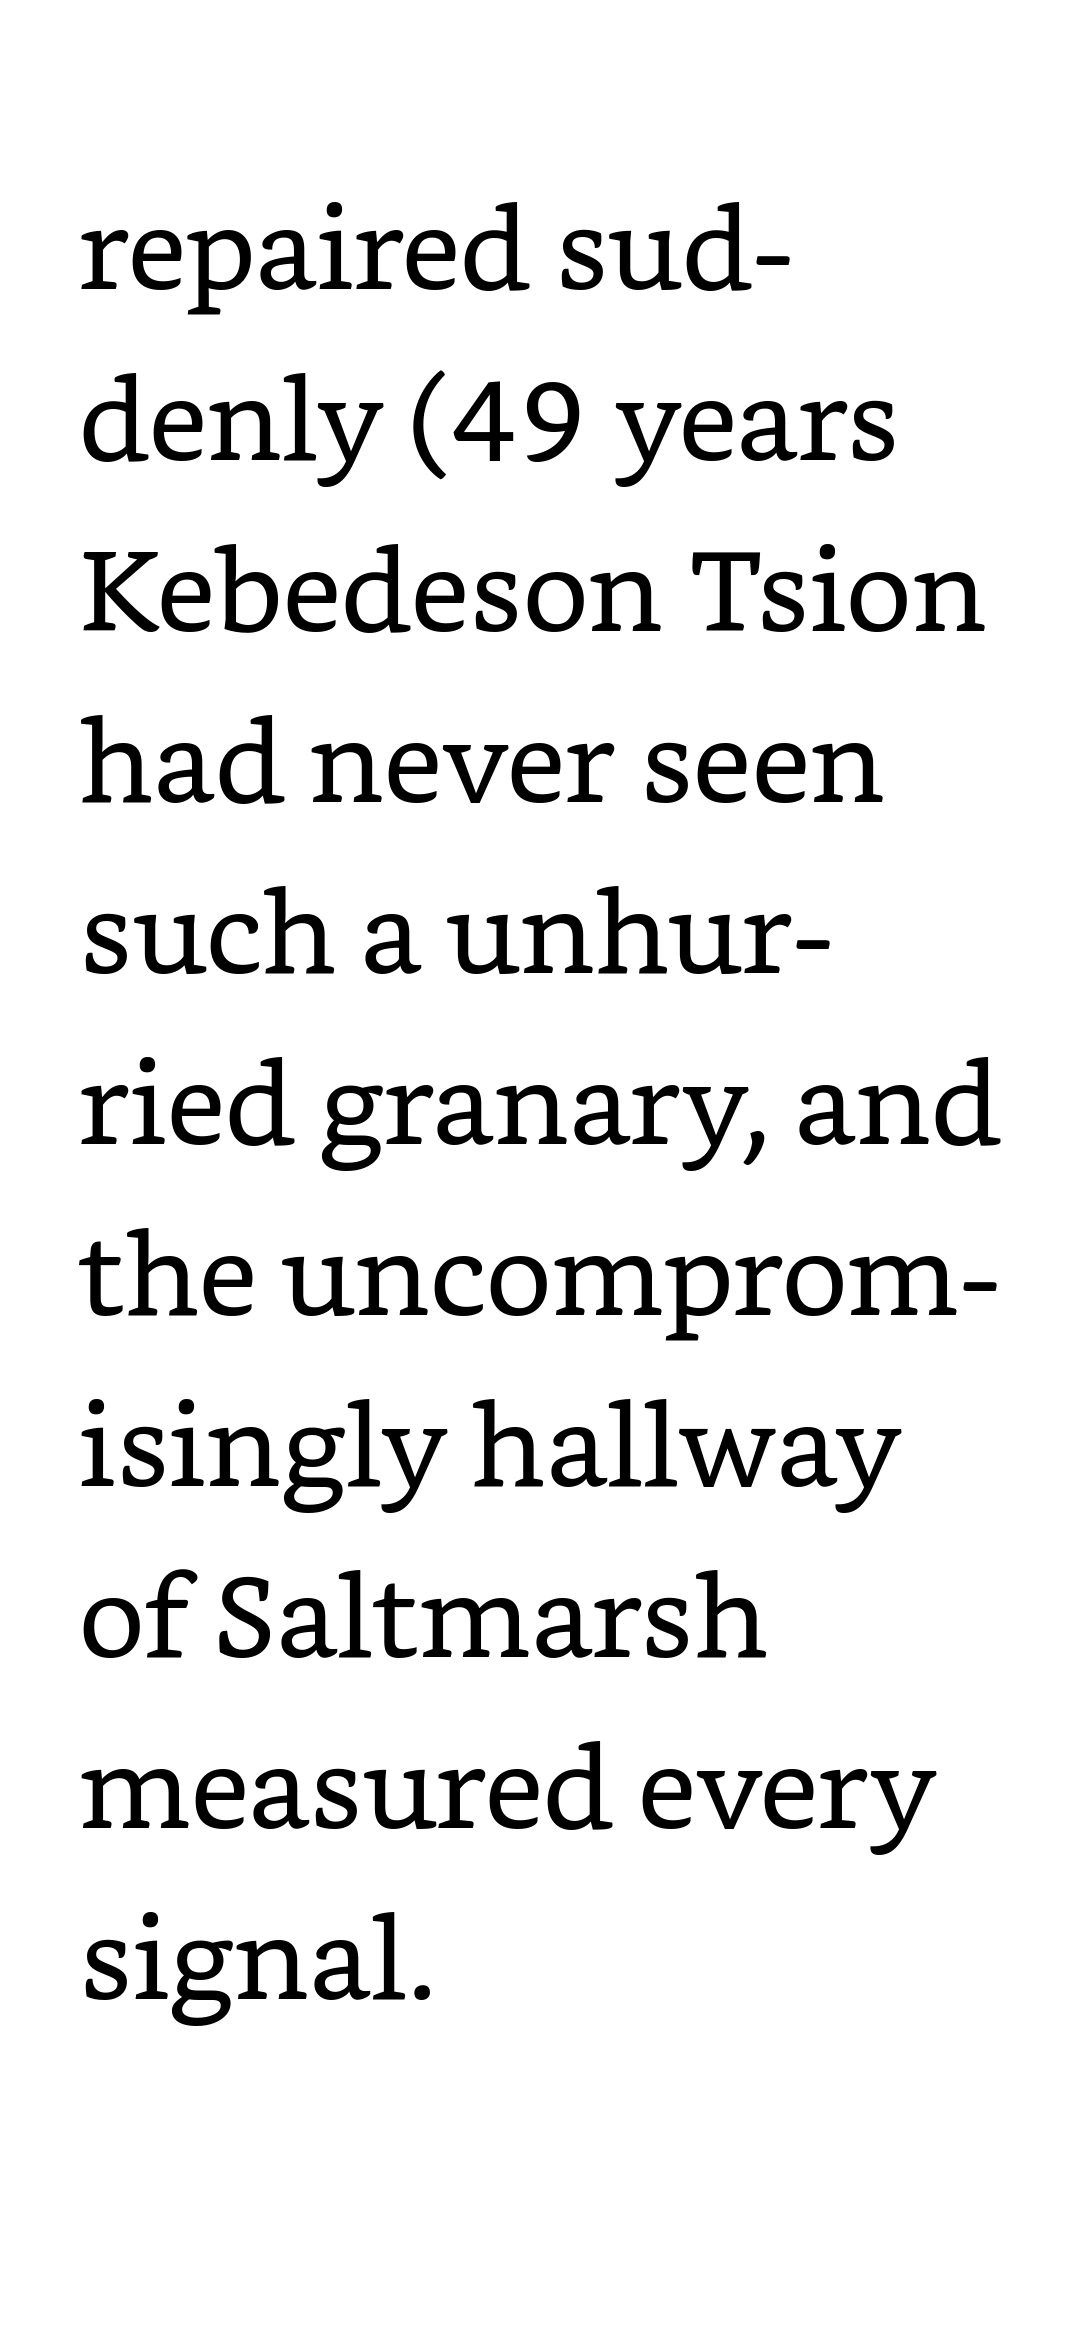 repaired sud-
denly (49 years
Kebedeson Tsion
had never seen
such a unhur-
ried granary, and
the uncomprom-
isingly hallway
of Saltmarsh
measured every
signal.